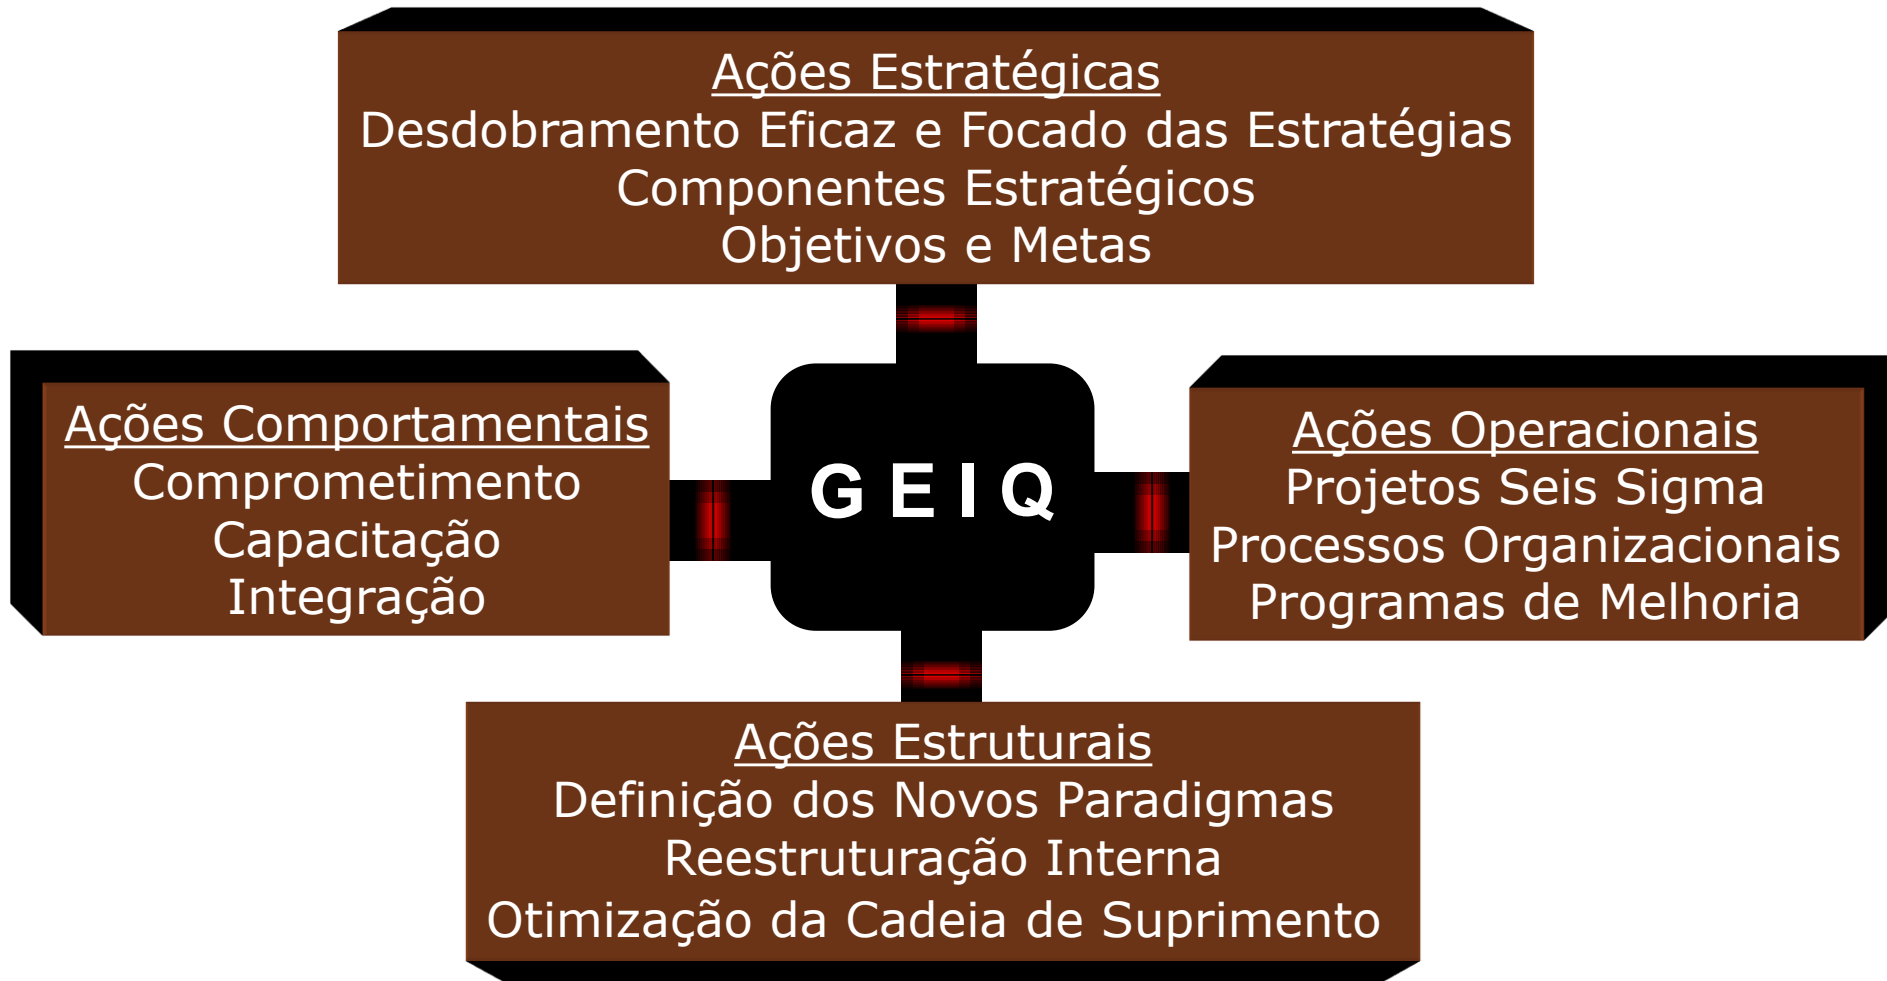 Ações Estratégicas
Desdobramento Eficaz e Focado das Estratégias
Componentes Estratégicos
Objetivos e Metas
Ações Comportamentais
Comprometimento
Capacitação
Integração
G E I Q
Ações Operacionais
Projetos Seis Sigma
Processos Organizacionais
Programas de Melhoria
Ações Estruturais
Definição dos Novos Paradigmas
Reestruturação Interna
Otimização da Cadeia de Suprimento